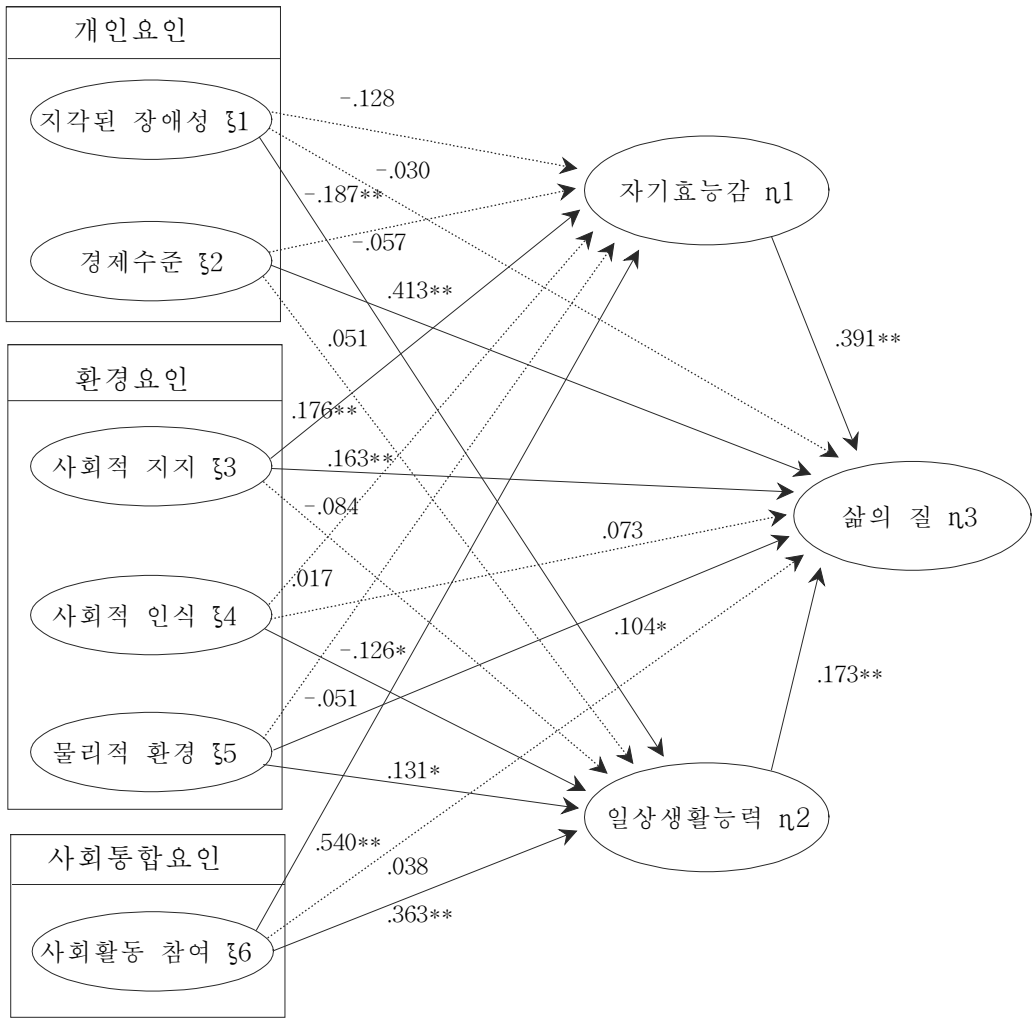 개인요인
지각된 장애성 ξ1
경제수준 ξ2
환경요인
사회적 지지 ξ3
사회적 인식 ξ4
물리적 환경 ξ5
사회통합요인
사회활동 참여 ξ6
-.128
-.030
-.187**
-.057
.413**
.051
.176**
.163**
-.084
.073
.017
-.126*
.104*
-.051
.131*
.540**
.038
.363**
자기효능감 η1
.391**
삶의 질 η3
.173**
일상생활능력 η2